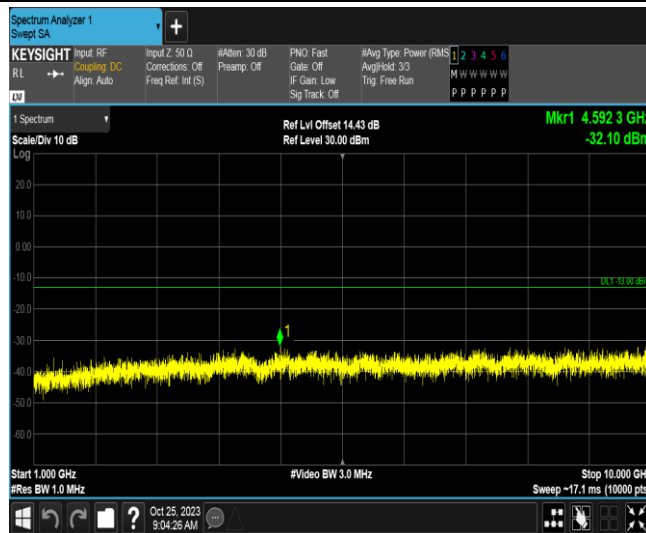 Spectrum Analyzer 1
Swept SA
+
KEYSIGHT
RL
LXI
Input: RF
Coupling: DC
Align: Auto
Input Z: 50 Ω
Corrections: Off
Freq Ref: Int (S)
#Atten: 30 dB
Preamp: Off
PNO: Fast
Gate: Off
IF Gain: Low
Sig Track: Off
#Avg Type: Power (RMS
Avg|Hold: 3/3
Trig: Free Run
1 2 3 4 5 6
M W W W W W
P P P P P P
1 Spectrum
Scale/Div 10 dB
Log
Ref Lvl Offset 14.43 dB
Ref Level 30.00 dBm
Mkr1 4.592 3 GHz
-32.10 dBm
20.0
10.0
0.00
-10.0
DL1 -13.00 dBm
-20.0
-30.0
1
-40.0
-50.0
-60.0
Start 1.000 GHz
#Res BW 1.0 MHz
#Video BW 3.0 MHz
Stop 10.000 GHz
Sweep ~17.1 ms (10000 pts
?
Oct 25, 2023
9:04:26 AM